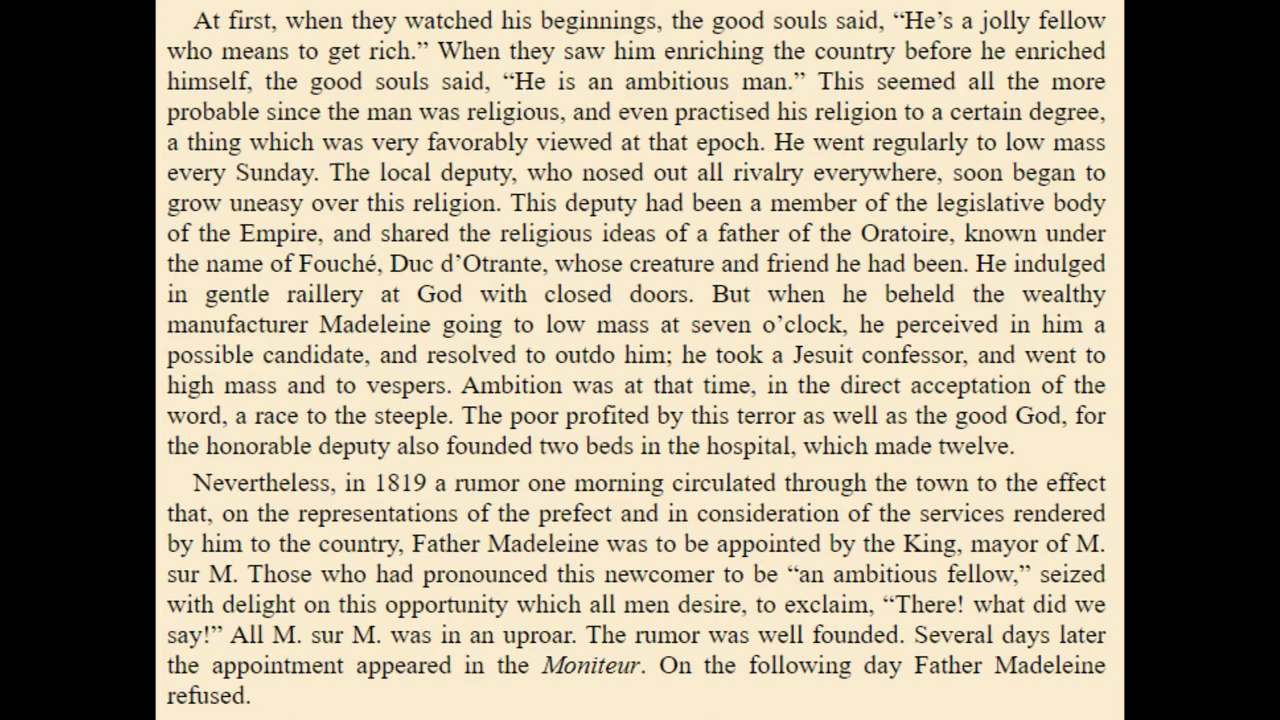 At first, when they watched his beginnings, the good souls said, “He’s a jolly fellow
who means to get rich.” When they saw him enriching the country before he enriched
himself, the good souls said, “He is an ambitious man.” This seemed all the more
probable since the man was religious, and even practised his religion to a certain degree,
a thing which was very favorably viewed at that epoch. He went regularly to low mass
every Sunday. The local deputy, who nosed out all rivalry everywhere, soon began to
grow uneasy over this religion. This deputy had been a member of the legislative body
of the Empire, and shared the religious ideas of a father of the Oratoire, known under
the name of Fouché, Duc d’Otrante, whose creature and friend he had been. He indulged
in gentle raillery at God with closed doors. But when he beheld the wealthy
manufacturer Madeleine going to low mass at seven o’clock, he perceived in him a
possible candidate, and resolved to outdo him; he took a Jesuit confessor, and went to
high mass and to vespers. Ambition was at that time, in the direct acceptation of the
word, a race to the steeple. The poor profited by this terror as well as the good God, for
the honorable deputy also founded two beds in the hospital, which made twelve.
Nevertheless, in 1819 a rumor one morning circulated through the town to the effect
that, on the representations of the prefect and in consideration of the services rendered
by him to the country, Father Madeleine was to be appointed by the King, mayor of M.
sur M. Those who had pronounced this newcomer to be “an ambitious fellow,” seized
with delight on this opportunity which all men desire, to exclaim, “There! what did we
say!” All M. sur M. was in an uproar. The rumor was well founded. Several days later
the appointment appeared in the Moniteur. On the following day Father Madeleine
refused.